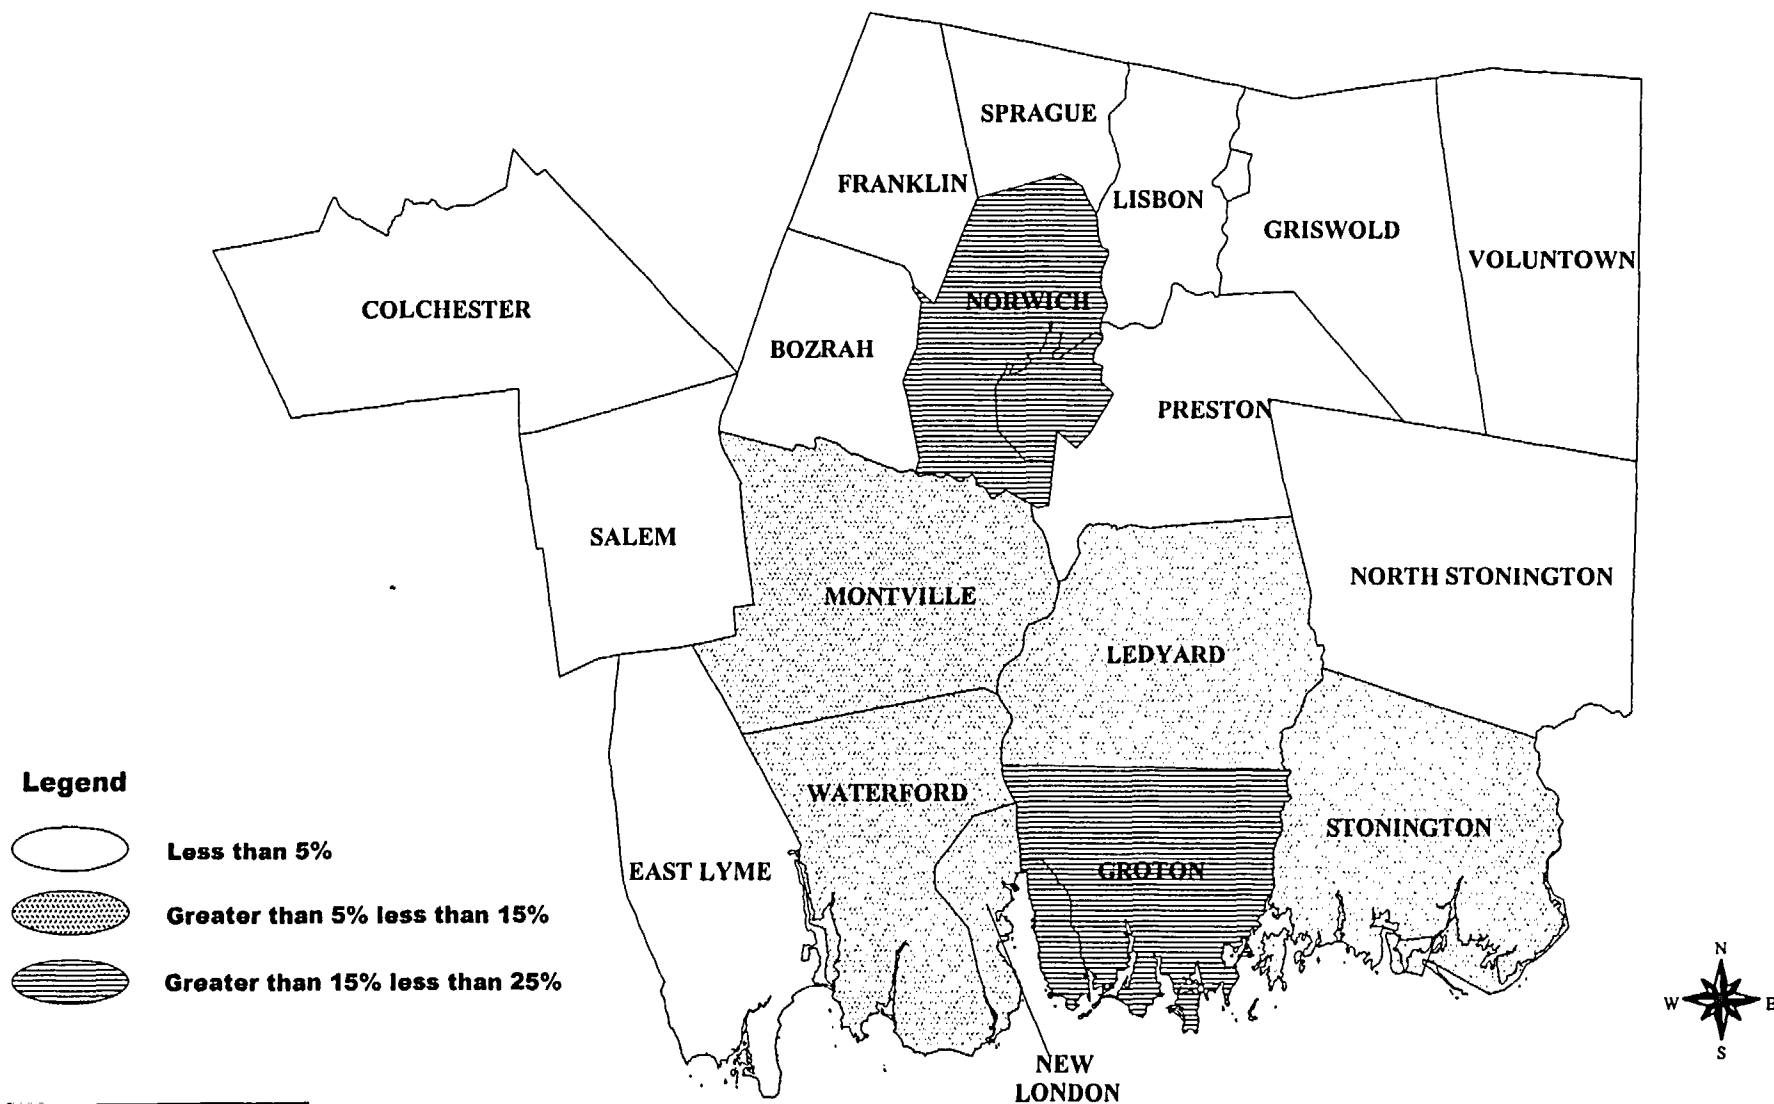 SPRAGUE
FRANKLIN
LISBON
GRISWOLD
VOLUNTOWN
COLCHESTER
NORWICH
BOZRAH
PRESTON
SALEM
MONTVILLE
NORTH STONINGTON
LEDYARD
WATERFORD
STONINGTON
EAST LYME
GROTON
NEW
LONDON
Legend
Less than 5%
Greater than 5% less than 15%
Greater than 15% less than 25%
N
W
E
S